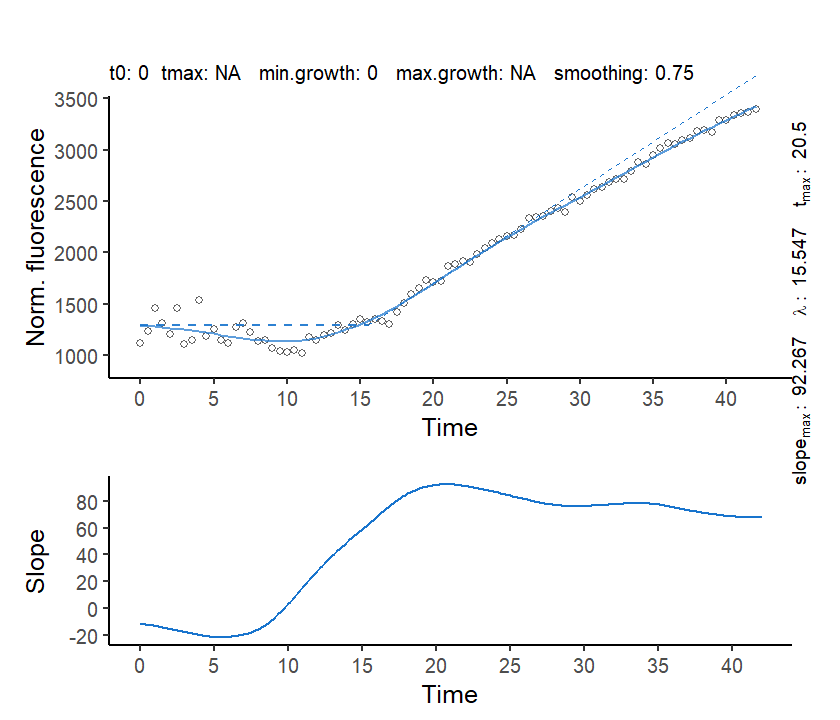 t0: 0 tmax: NA min.growth: 0 max.growth: NA smoothing: 0.75
Norm. fluorescence
3500
3000
2500
2000
1500
1000
0 5 10 15 20 25 30 35 40
Time
slopemax: 92.267 λ: 15.547 tmax: 20.5
Slope
80
60
40
20
0
-20
0 5 10 15 20 25 30 35 40
Time